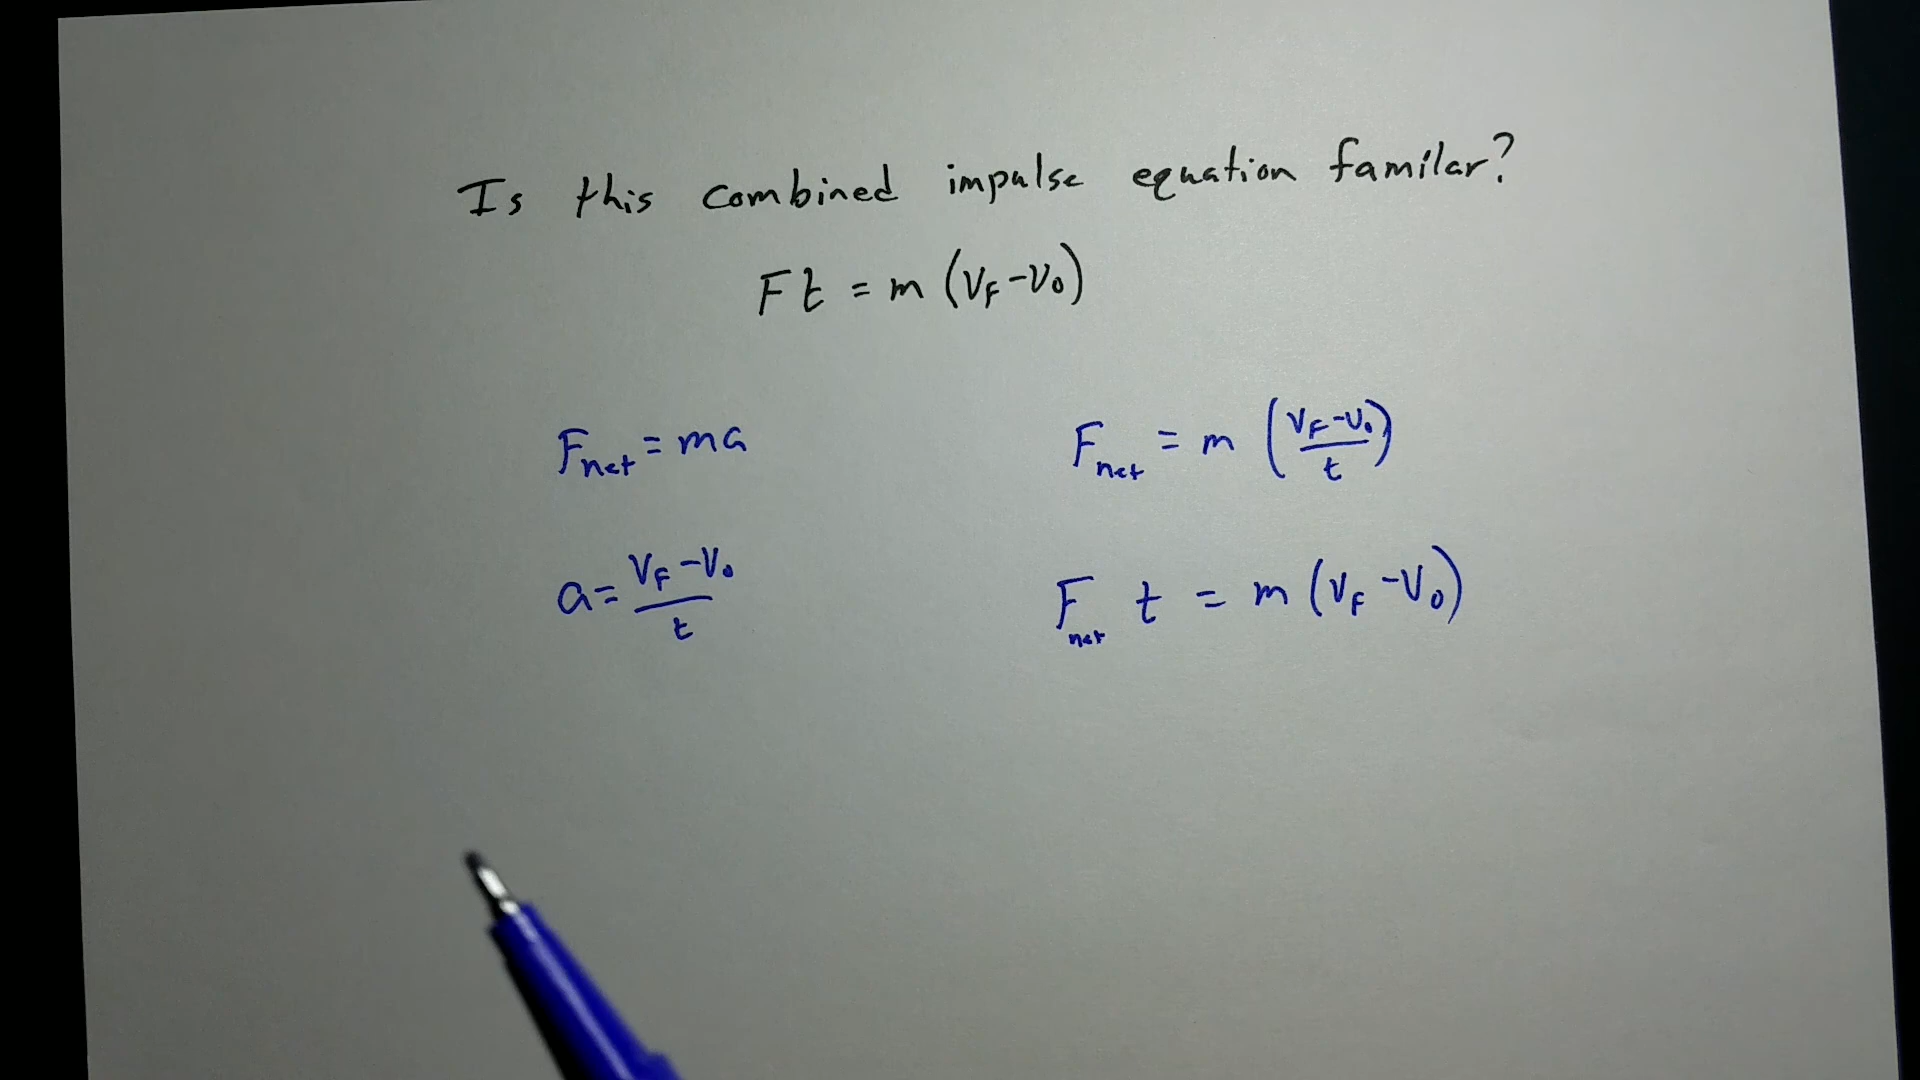 Is this combined impulse equation familar?
Ft = m (VF-V0)
Fnet = ma
a = VF-V0 / t
Fnet = m (VF-V0 / t)
Fnet t = m (VF-V0)